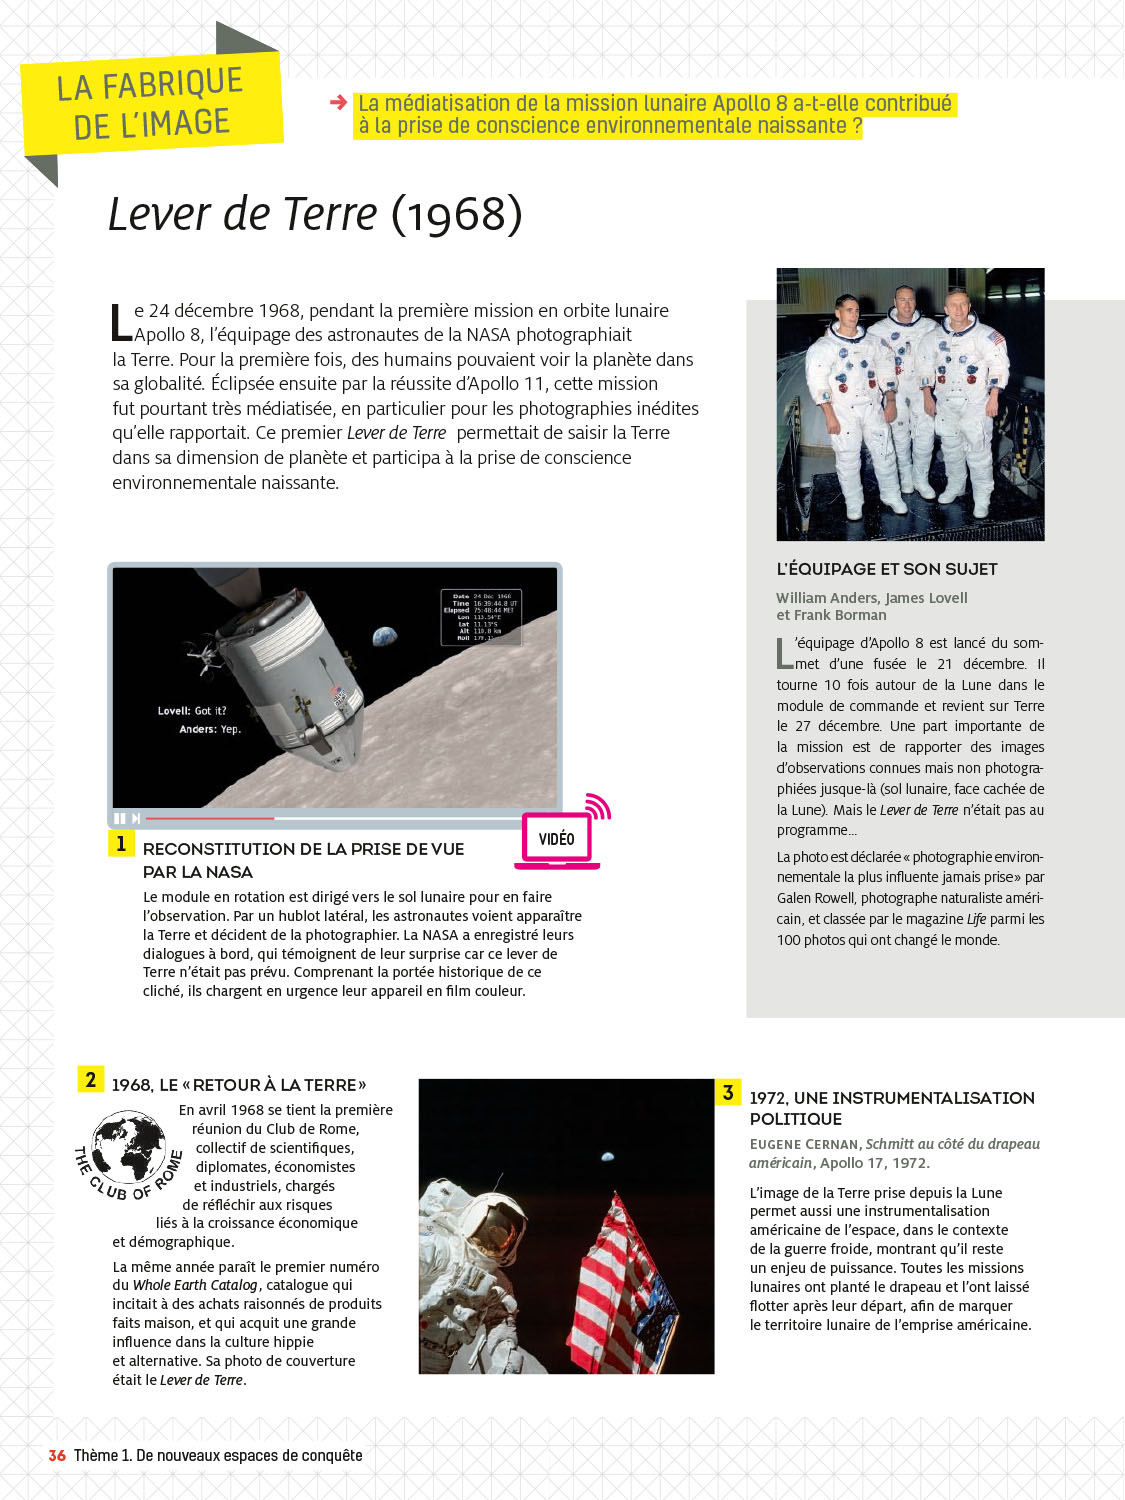 LA FABRIQUE
DE L'IMAGE
La médiatisation de la mission lunaire Apollo 8 a-t-elle contribué
à la prise de conscience environnementale naissante ?
Lever de Terre (1968)
Le 24 décembre 1968, pendant la première mission en orbite lunaire
Apollo 8, l'équipage des astronautes de la NASA photographiait
la Terre. Pour la première fois, des humains pouvaient voir la planète dans
sa globalité. Éclipsée ensuite par la réussite d'Apollo 11, cette mission
fut pourtant très médiatisée, en particulier pour les photographies inédites
qu'elle rapportait. Ce premier Lever de Terre permettait de saisir la Terre
dans sa dimension de planète et participa à la prise de conscience
environnementale naissante.
Date 24 Dec 1968
Time 16:39:44.8 UT
Elapsed 75:48:44 MET
Lon 113.54°E
Lat 11.13°S
Alt 110.0 km
Roll
Lovell: Got it?
Anders: Yep.
VIDÉO
1
RECONSTITUTION DE LA PRISE DE VUE
PAR LA NASA
Le module en rotation est dirigé vers le sol lunaire pour en faire
l'observation. Par un hublot latéral, les astronautes voient apparaître
la Terre et décident de la photographier. La NASA a enregistré leurs
dialogues à bord, qui témoignent de leur surprise car ce lever de
Terre n'était pas prévu. Comprenant la portée historique de ce
cliché, ils chargent en urgence leur appareil en film couleur.
L'ÉQUIPAGE ET SON SUJET
William Anders, James Lovell
et Frank Borman
L'équipage d'Apollo 8 est lancé du som-
met d'une fusée le 21 décembre. Il
tourne 10 fois autour de la Lune dans le
module de commande et revient sur Terre
le 27 décembre. Une part importante de
la mission est de rapporter des images
d'observations connues mais non photogra-
phiées jusque-là (sol lunaire, face cachée de
la Lune). Mais le Lever de Terre n'était pas au
programme...
La photo est déclarée « photographie environ-
nementale la plus influente jamais prise » par
Galen Rowell, photographe naturaliste améri-
cain, et classée par le magazine Life parmi les
100 photos qui ont changé le monde.
2
1968, LE « RETOUR À LA TERRE »
THE CLUB OF ROME
En avril 1968 se tient la première
réunion du Club de Rome,
collectif de scientifiques,
diplomates, économistes
et industriels, chargés
de réfléchir aux risques
liés à la croissance économique
et démographique.
La même année paraît le premier numéro
du Whole Earth Catalog, catalogue qui
incitait à des achats raisonnés de produits
faits maison, et qui acquit une grande
influence dans la culture hippie
et alternative. Sa photo de couverture
était le Lever de Terre.
3
1972, UNE INSTRUMENTALISATION
POLITIQUE
EUGENE CERNAN, Schmitt au côté du drapeau
américain, Apollo 17, 1972.
L'image de la Terre prise depuis la Lune
permet aussi une instrumentalisation
américaine de l'espace, dans le contexte
de la guerre froide, montrant qu'il reste
un enjeu de puissance. Toutes les missions
lunaires ont planté le drapeau et l'ont laissé
flotter après leur départ, afin de marquer
le territoire lunaire de l'emprise américaine.
36 Thème 1. De nouveaux espaces de conquête